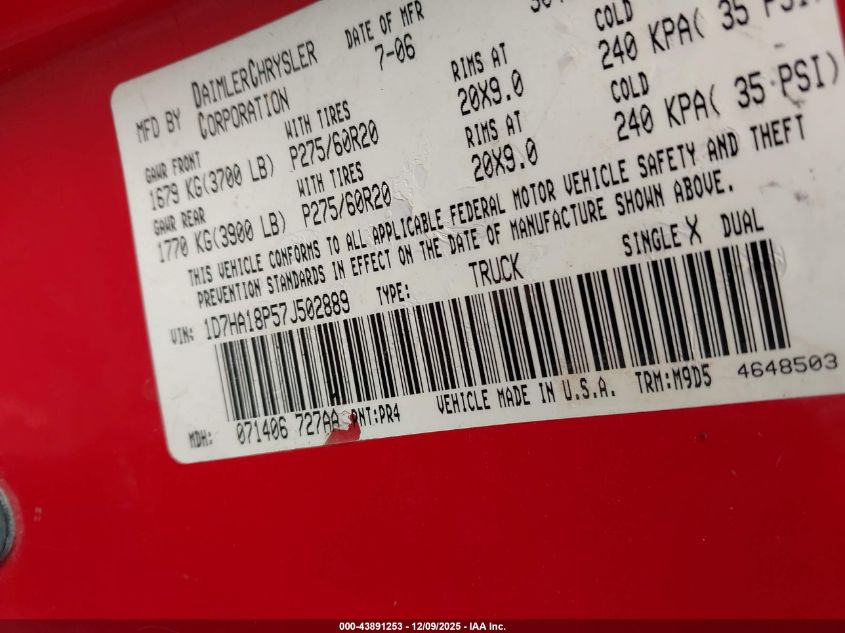 MFD BY DAIMLERCHRYSLER CORPORATION
DATE OF MFR
7-06
GAWR FRONT
1679 KG(3700 LB)
WITH TIRES
P275/60R20
RIMS AT
20X9.0
COLD
240 KPA( 35 PSI)
GAWR REAR
1770 KG(3900 LB)
WITH TIRES
P275/60R20
RIMS AT
20X9.0
COLD
240 KPA( 35 PSI)
THIS VEHICLE CONFORMS TO ALL APPLICABLE FEDERAL MOTOR VEHICLE SAFETY AND THEFT
PREVENTION STANDARDS IN EFFECT ON THE DATE OF MANUFACTURE SHOWN ABOVE.
VIN: 1D7HA18P57J502889 TYPE: TRUCK SINGLE X DUAL
MDH: 071406 727AA PNT:PR4 VEHICLE MADE IN U.S.A. TRM:M9D5 4648503
000-43891253 | 12/09/2025 - IAA Inc.